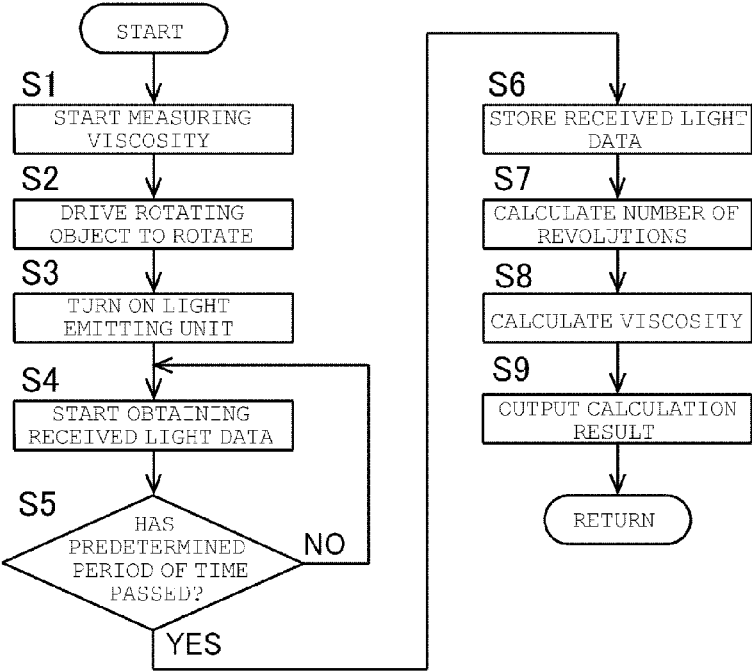 START
S1
START MEASURING
VISCOSITY
S2
DRIVE ROTATING
OBJECT TO ROTATE
S3
TURN ON LIGHT
EMITTING UNIT
S4
START OBTAINING
RECEIVED LIGHT DATA
S5
HAS
PREDETERMINED
PERIOD OF TIME
PASSED?
NO
YES
S6
STORE RECEIVED LIGHT
DATA
S7
CALCULATE NUMBER OF
REVOLUTIONS
S8
CALCULATE VISCOSITY
S9
OUTPUT CALCULATION
RESULT
RETURN